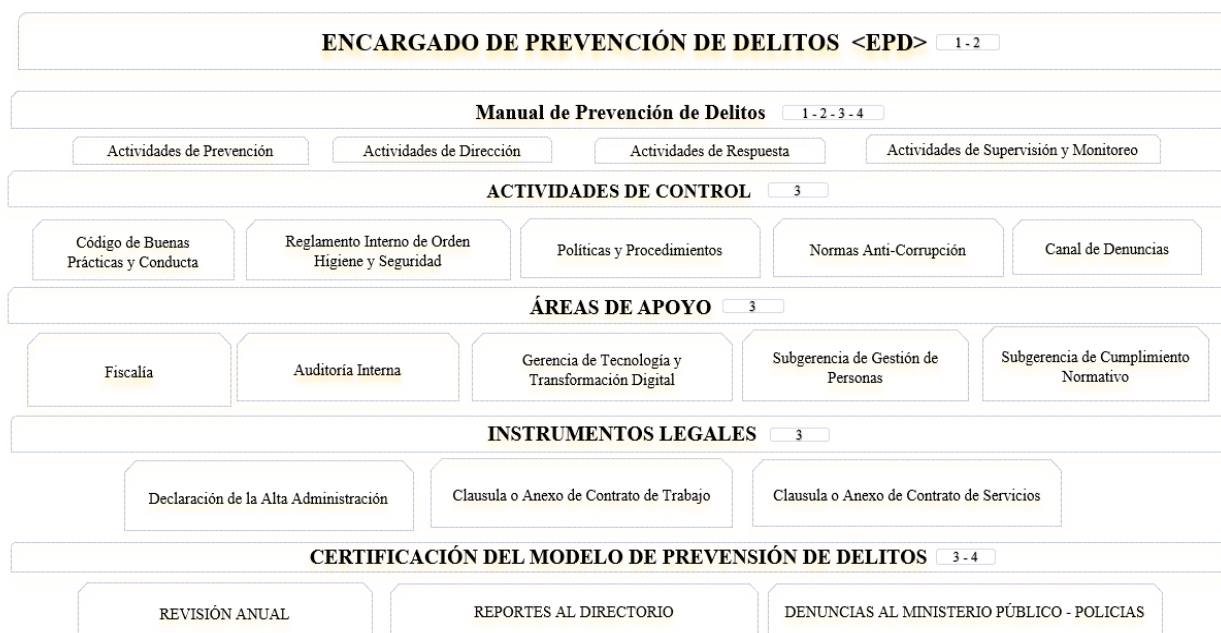 ENCARGADO DE PREVENCIÓN DE DELITOS <EPD> 1 - 2
Manual de Prevención de Delitos 1 - 2 - 3 - 4
Actividades de Prevención
Actividades de Dirección
Actividades de Respuesta
Actividades de Supervisión y Monitoreo
ACTIVIDADES DE CONTROL 3
Código de Buenas
Prácticas y Conducta
Reglamento Interno de Orden
Higiene y Seguridad
Políticas y Procedimientos
Normas Anti-Corrupción
Canal de Denuncias
ÁREAS DE APOYO 3
Fiscalía
Auditoría Interna
Gerencia de Tecnología y
Transformación Digital
Subgerencia de Gestión de
Personas
Subgerencia de Cumplimiento
Normativo
INSTRUMENTOS LEGALES 3
Declaración de la Alta Administración
Clausula o Anexo de Contrato de Trabajo
Clausula o Anexo de Contrato de Servicios
CERTIFICACIÓN DEL MODELO DE PREVENSIÓN DE DELITOS 3 - 4
REVISIÓN ANUAL
REPORTES AL DIRECTORIO
DENUNCIAS AL MINISTERIO PÚBLICO - POLICIAS